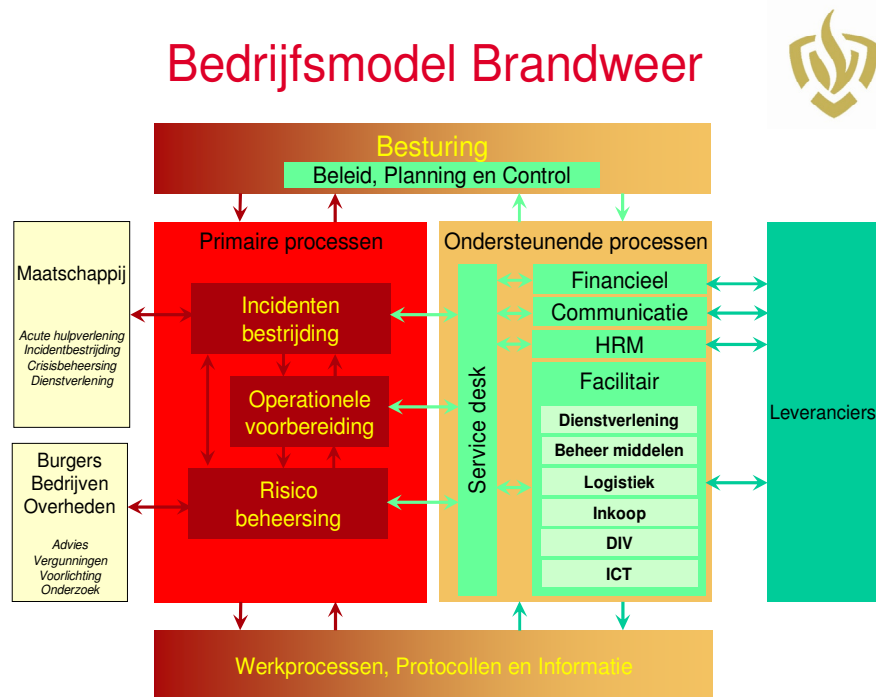 Bedrijfsmodel Brandweer
Besturing
Beleid, Planning en Control
Maatschappij
Acute hulpverlening
Incidentbestrijding
Crisisbeheersing
Dienstverlening
Burgers
Bedrijven
Overheden
Advies
Vergunningen
Voorlichting
Onderzoek
Primaire processen
Incidenten
bestrijding
Operationele
voorbereiding
Risico
beheersing
Ondersteunende processen
Service desk
Financieel
Communicatie
HRM
Facilitair
Dienstverlening
Beheer middelen
Logistiek
Inkoop
DIV
ICT
Leveranciers
Werkprocessen, Protocollen en Informatie